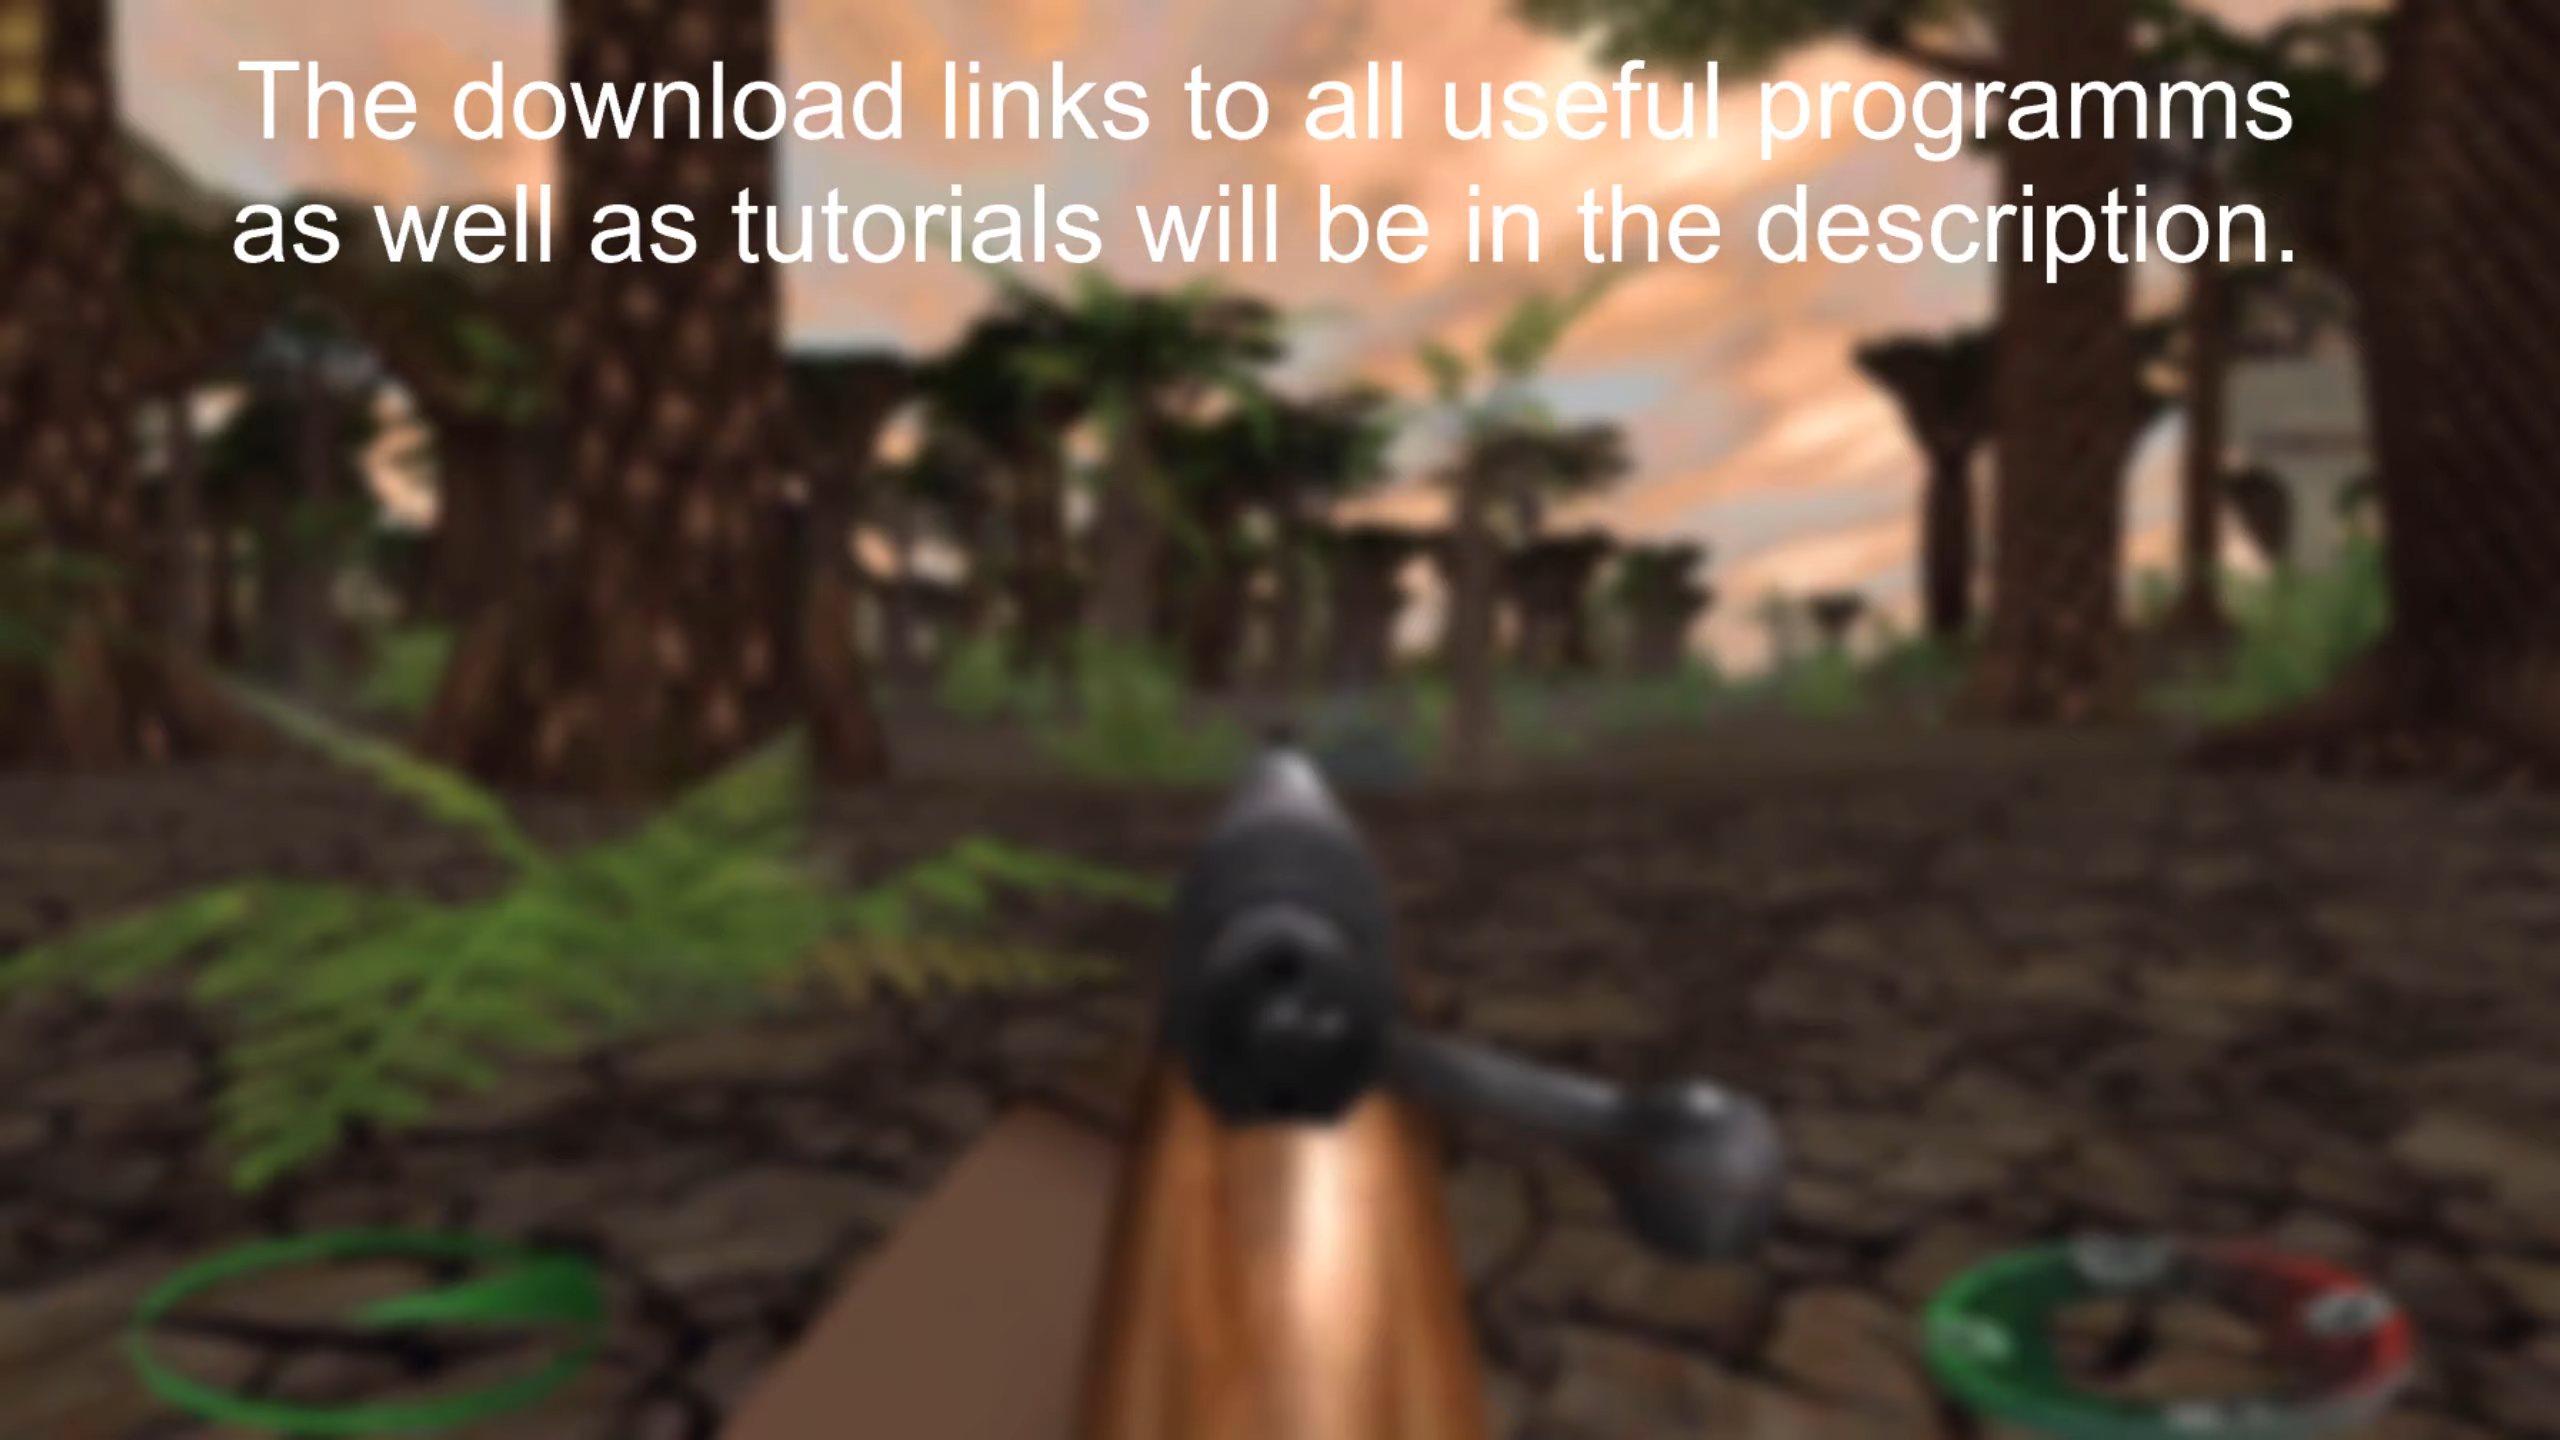 The download links to all useful programms
as well as tutorials will be in the description.